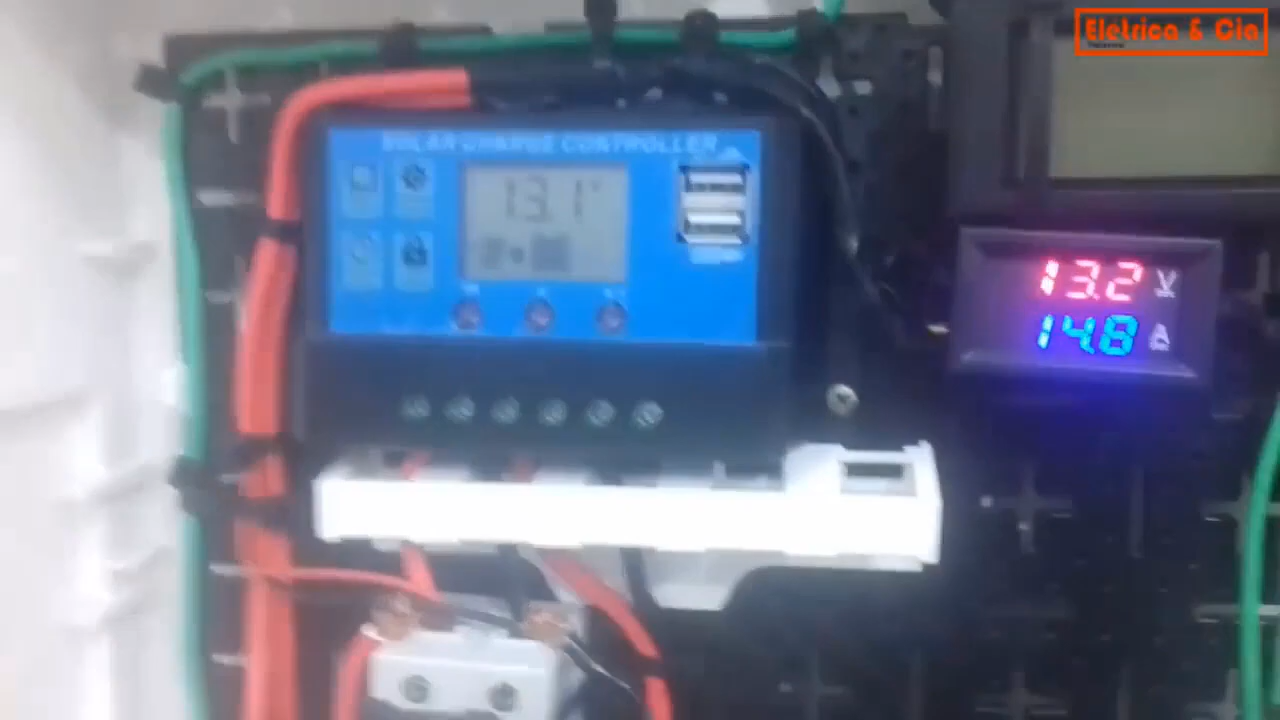 Elétrica & Cia
SOLAR CHARGE CONTROLLER
13.1
13.2 V
14.8 A